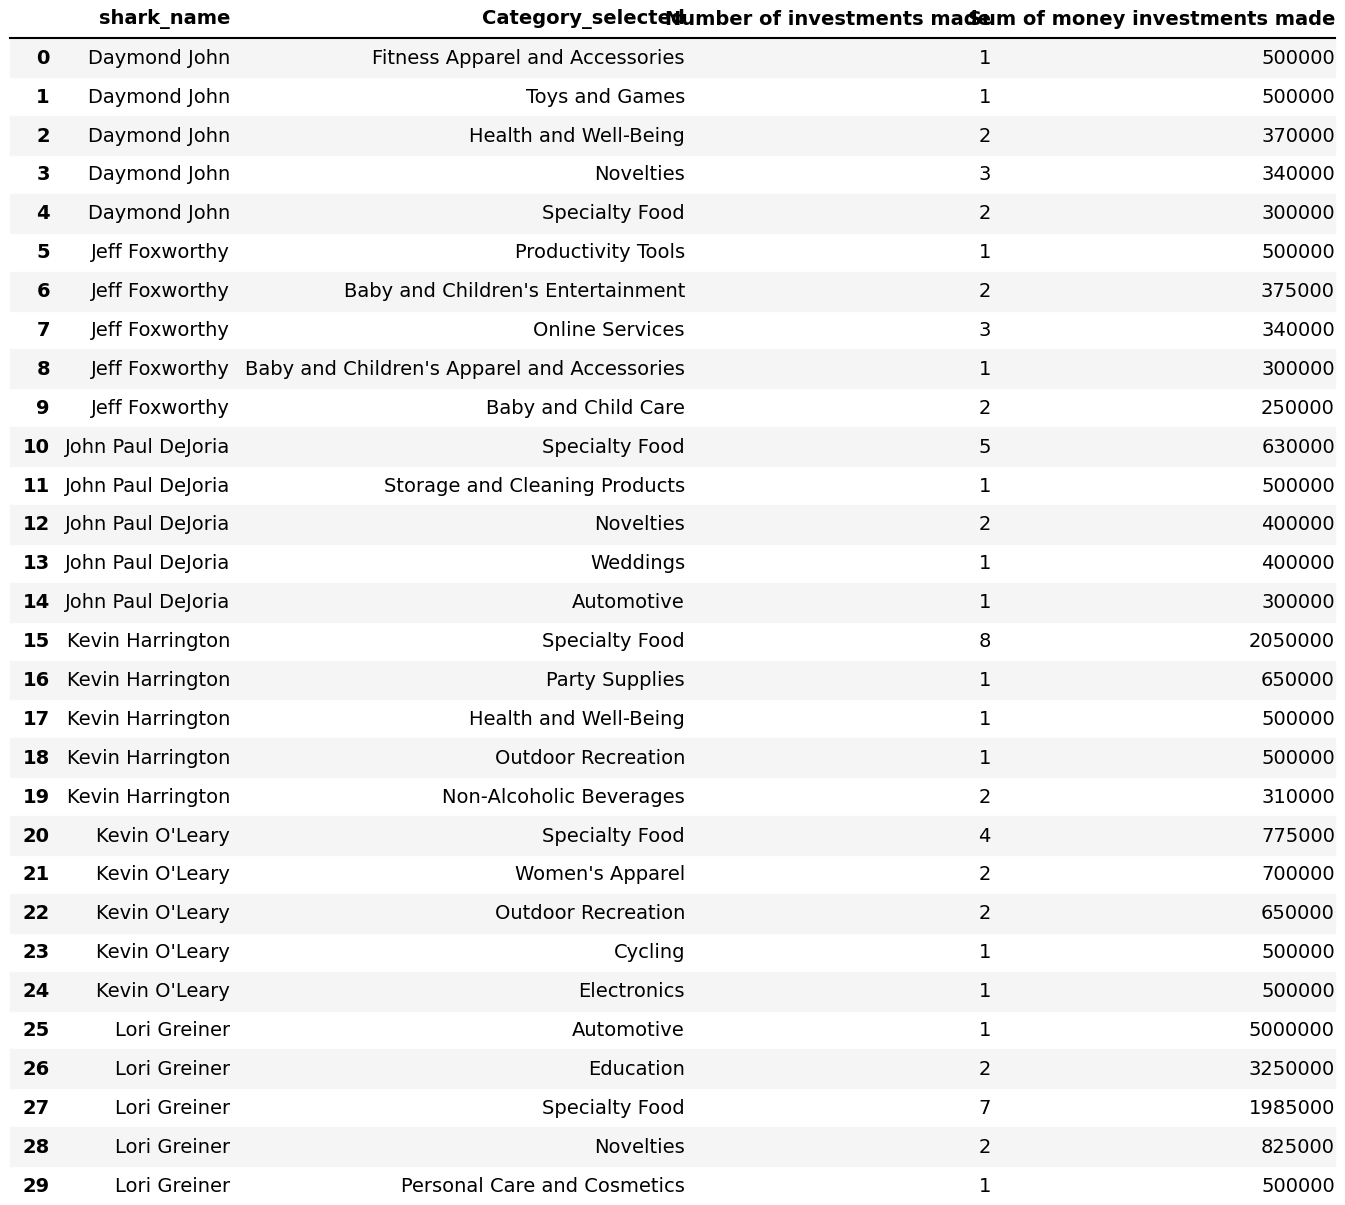 shark_name Category_selected Number of investments made Sum of money investments made
0 Daymond John Fitness Apparel and Accessories 1 500000
1 Daymond John Toys and Games 1 500000
2 Daymond John Health and Well-Being 2 370000
3 Daymond John Novelties 3 340000
4 Daymond John Specialty Food 2 300000
5 Jeff Foxworthy Productivity Tools 1 500000
6 Jeff Foxworthy Baby and Children's Entertainment 2 375000
7 Jeff Foxworthy Online Services 3 340000
8 Jeff Foxworthy Baby and Children's Apparel and Accessories 1 300000
9 Jeff Foxworthy Baby and Child Care 2 250000
10 John Paul DeJoria Specialty Food 5 630000
11 John Paul DeJoria Storage and Cleaning Products 1 500000
12 John Paul DeJoria Novelties 2 400000
13 John Paul DeJoria Weddings 1 400000
14 John Paul DeJoria Automotive 1 300000
15 Kevin Harrington Specialty Food 8 2050000
16 Kevin Harrington Party Supplies 1 650000
17 Kevin Harrington Health and Well-Being 1 500000
18 Kevin Harrington Outdoor Recreation 1 500000
19 Kevin Harrington Non-Alcoholic Beverages 2 310000
20 Kevin O'Leary Specialty Food 4 775000
21 Kevin O'Leary Women's Apparel 2 700000
22 Kevin O'Leary Outdoor Recreation 2 650000
23 Kevin O'Leary Cycling 1 500000
24 Kevin O'Leary Electronics 1 500000
25 Lori Greiner Automotive 1 5000000
26 Lori Greiner Education 2 3250000
27 Lori Greiner Specialty Food 7 1985000
28 Lori Greiner Novelties 2 825000
29 Lori Greiner Personal Care and Cosmetics 1 500000